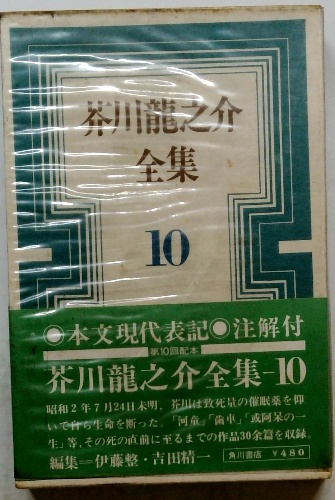 芥川龍之介
全集
10
◉本文現代表記◉注解付
第10回配本
芥川龍之介全集-10
昭和2年7月24日未明、芥川は致死量の催眠薬を仰
いで自ら生命を断った。「河童」「歯車」「或阿呆の一
生」等、その死の直前に至るまでの作品30余篇を収録。
編集=伊藤整・吉田精一
角川書店 ¥480